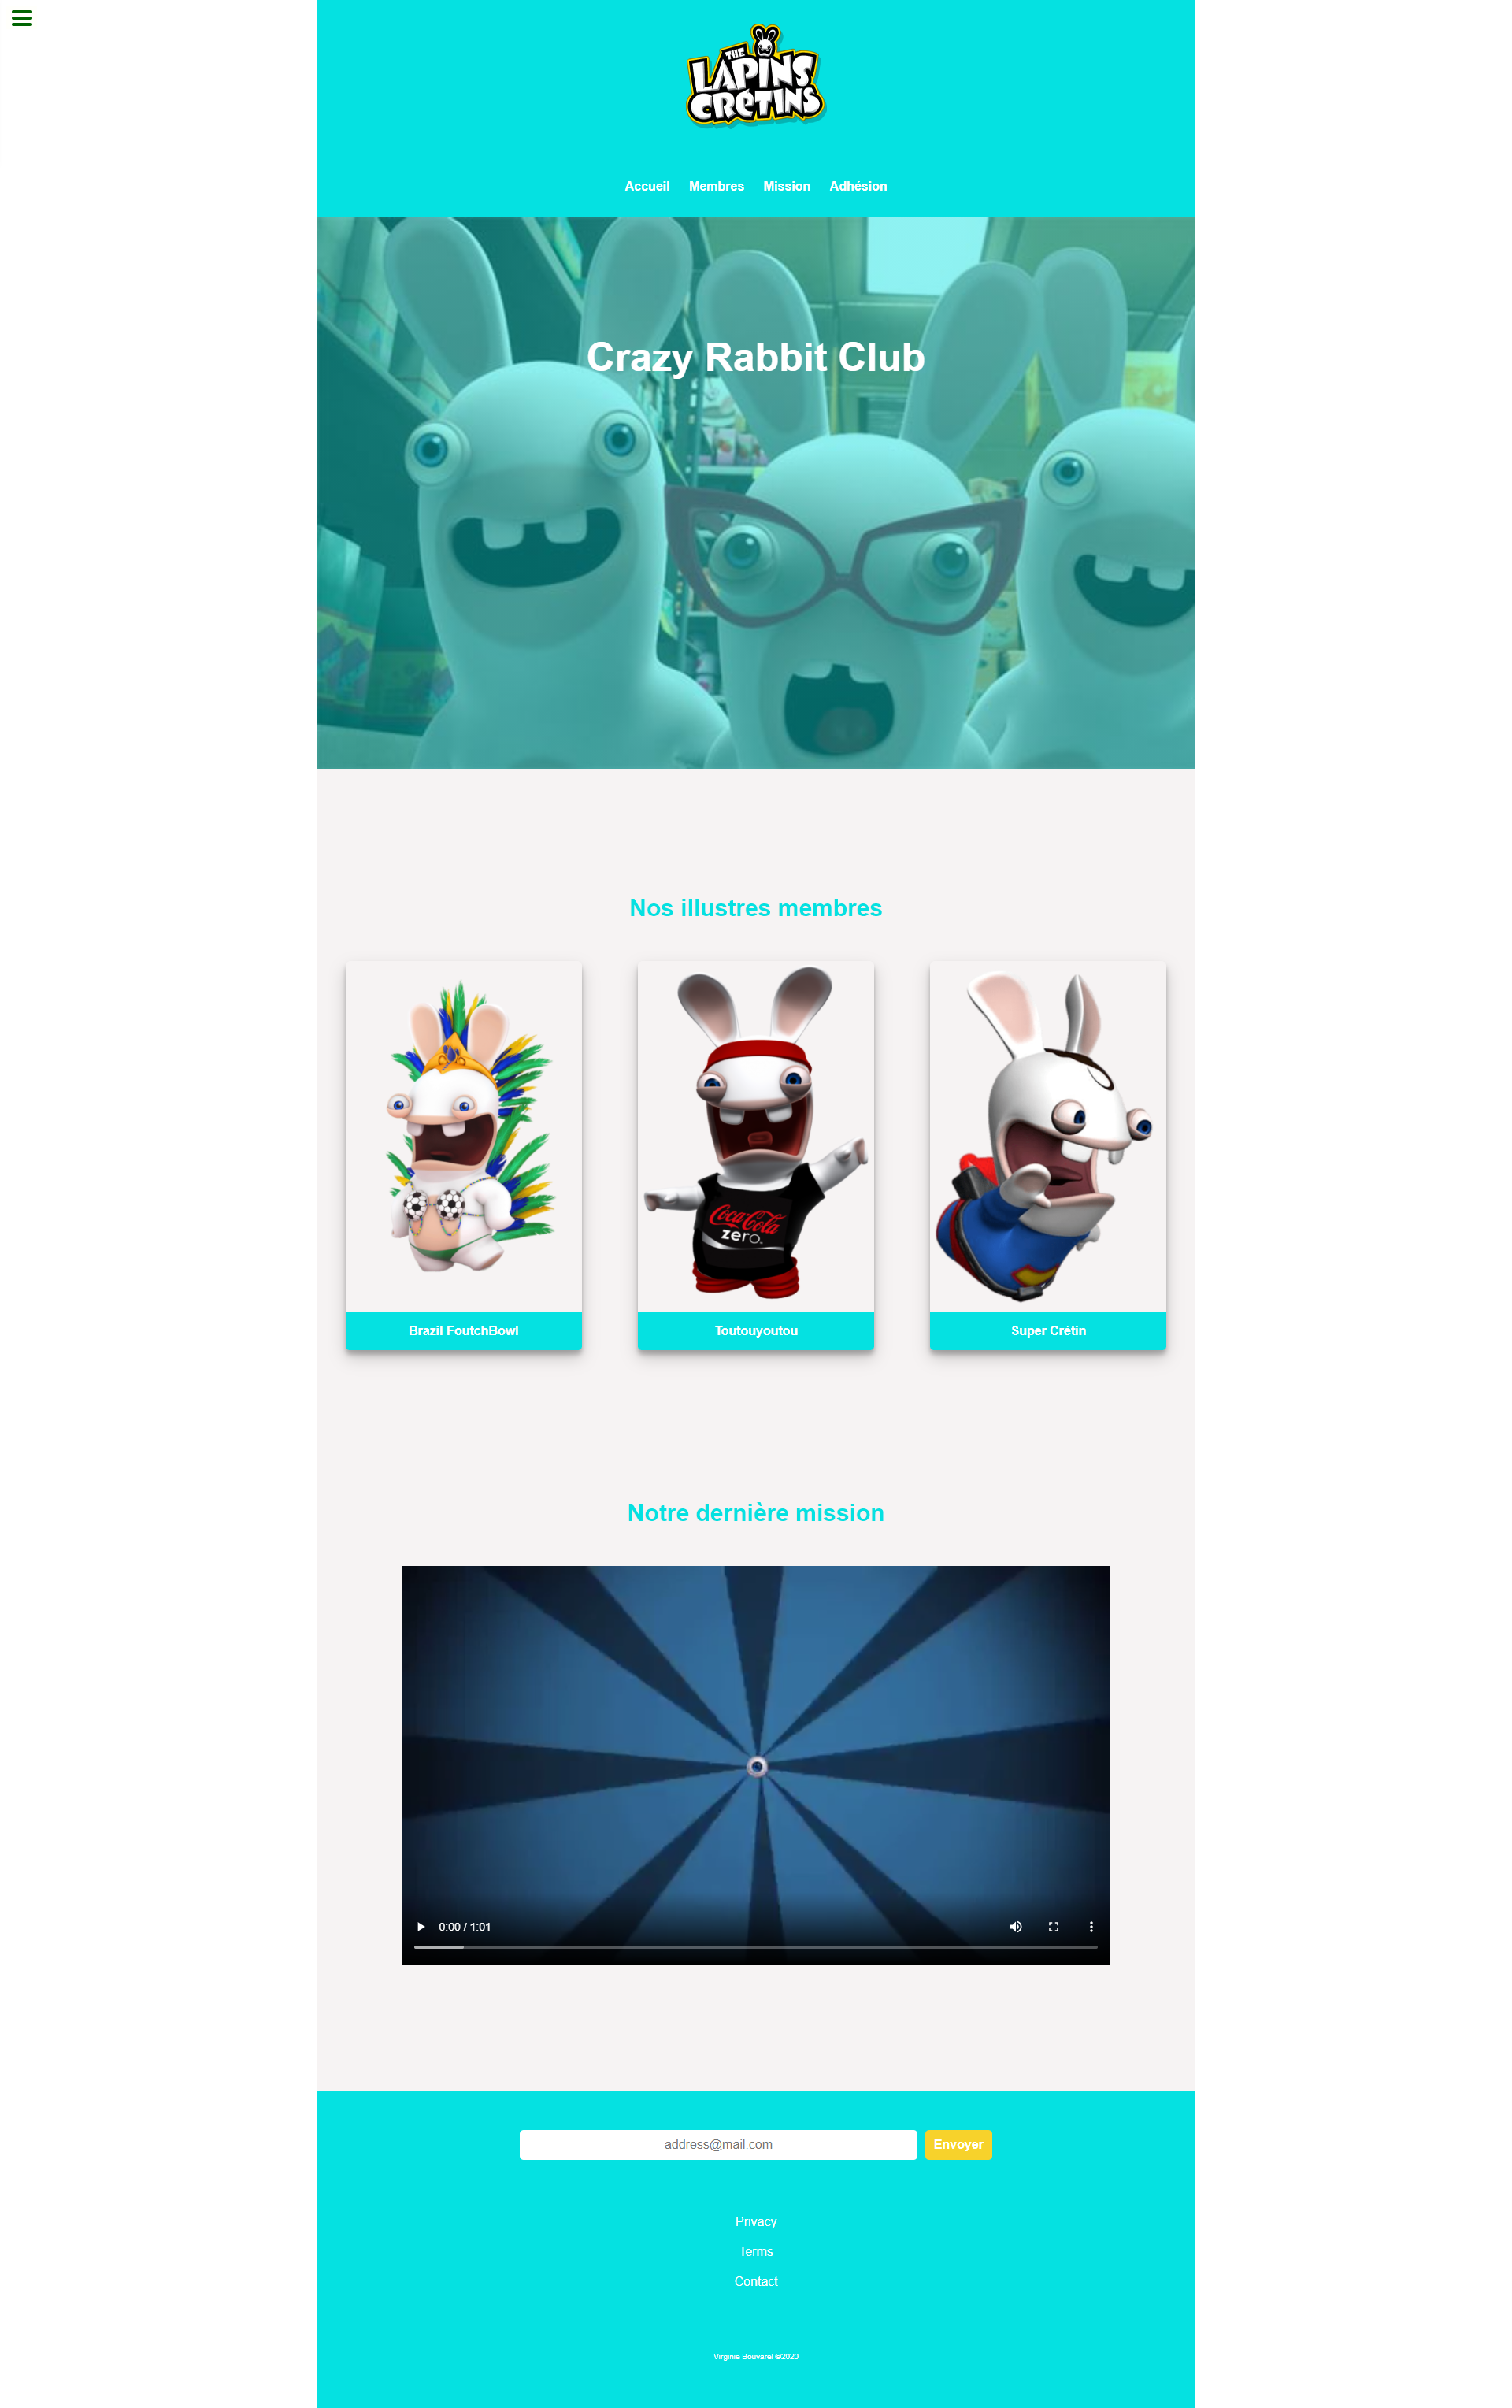 THE
LAPINS
CRÉTINS
Accueil Membres Mission Adhésion
Crazy Rabbit Club
Nos illustres membres
Coca-Cola
zero.
Brazil FoutchBowl
Toutouyoutou
Super Crétin
Notre dernière mission
0:00 / 1:01
address@mail.com Envoyer
Privacy
Terms
Contact
Virginie Bouvarel ©2020